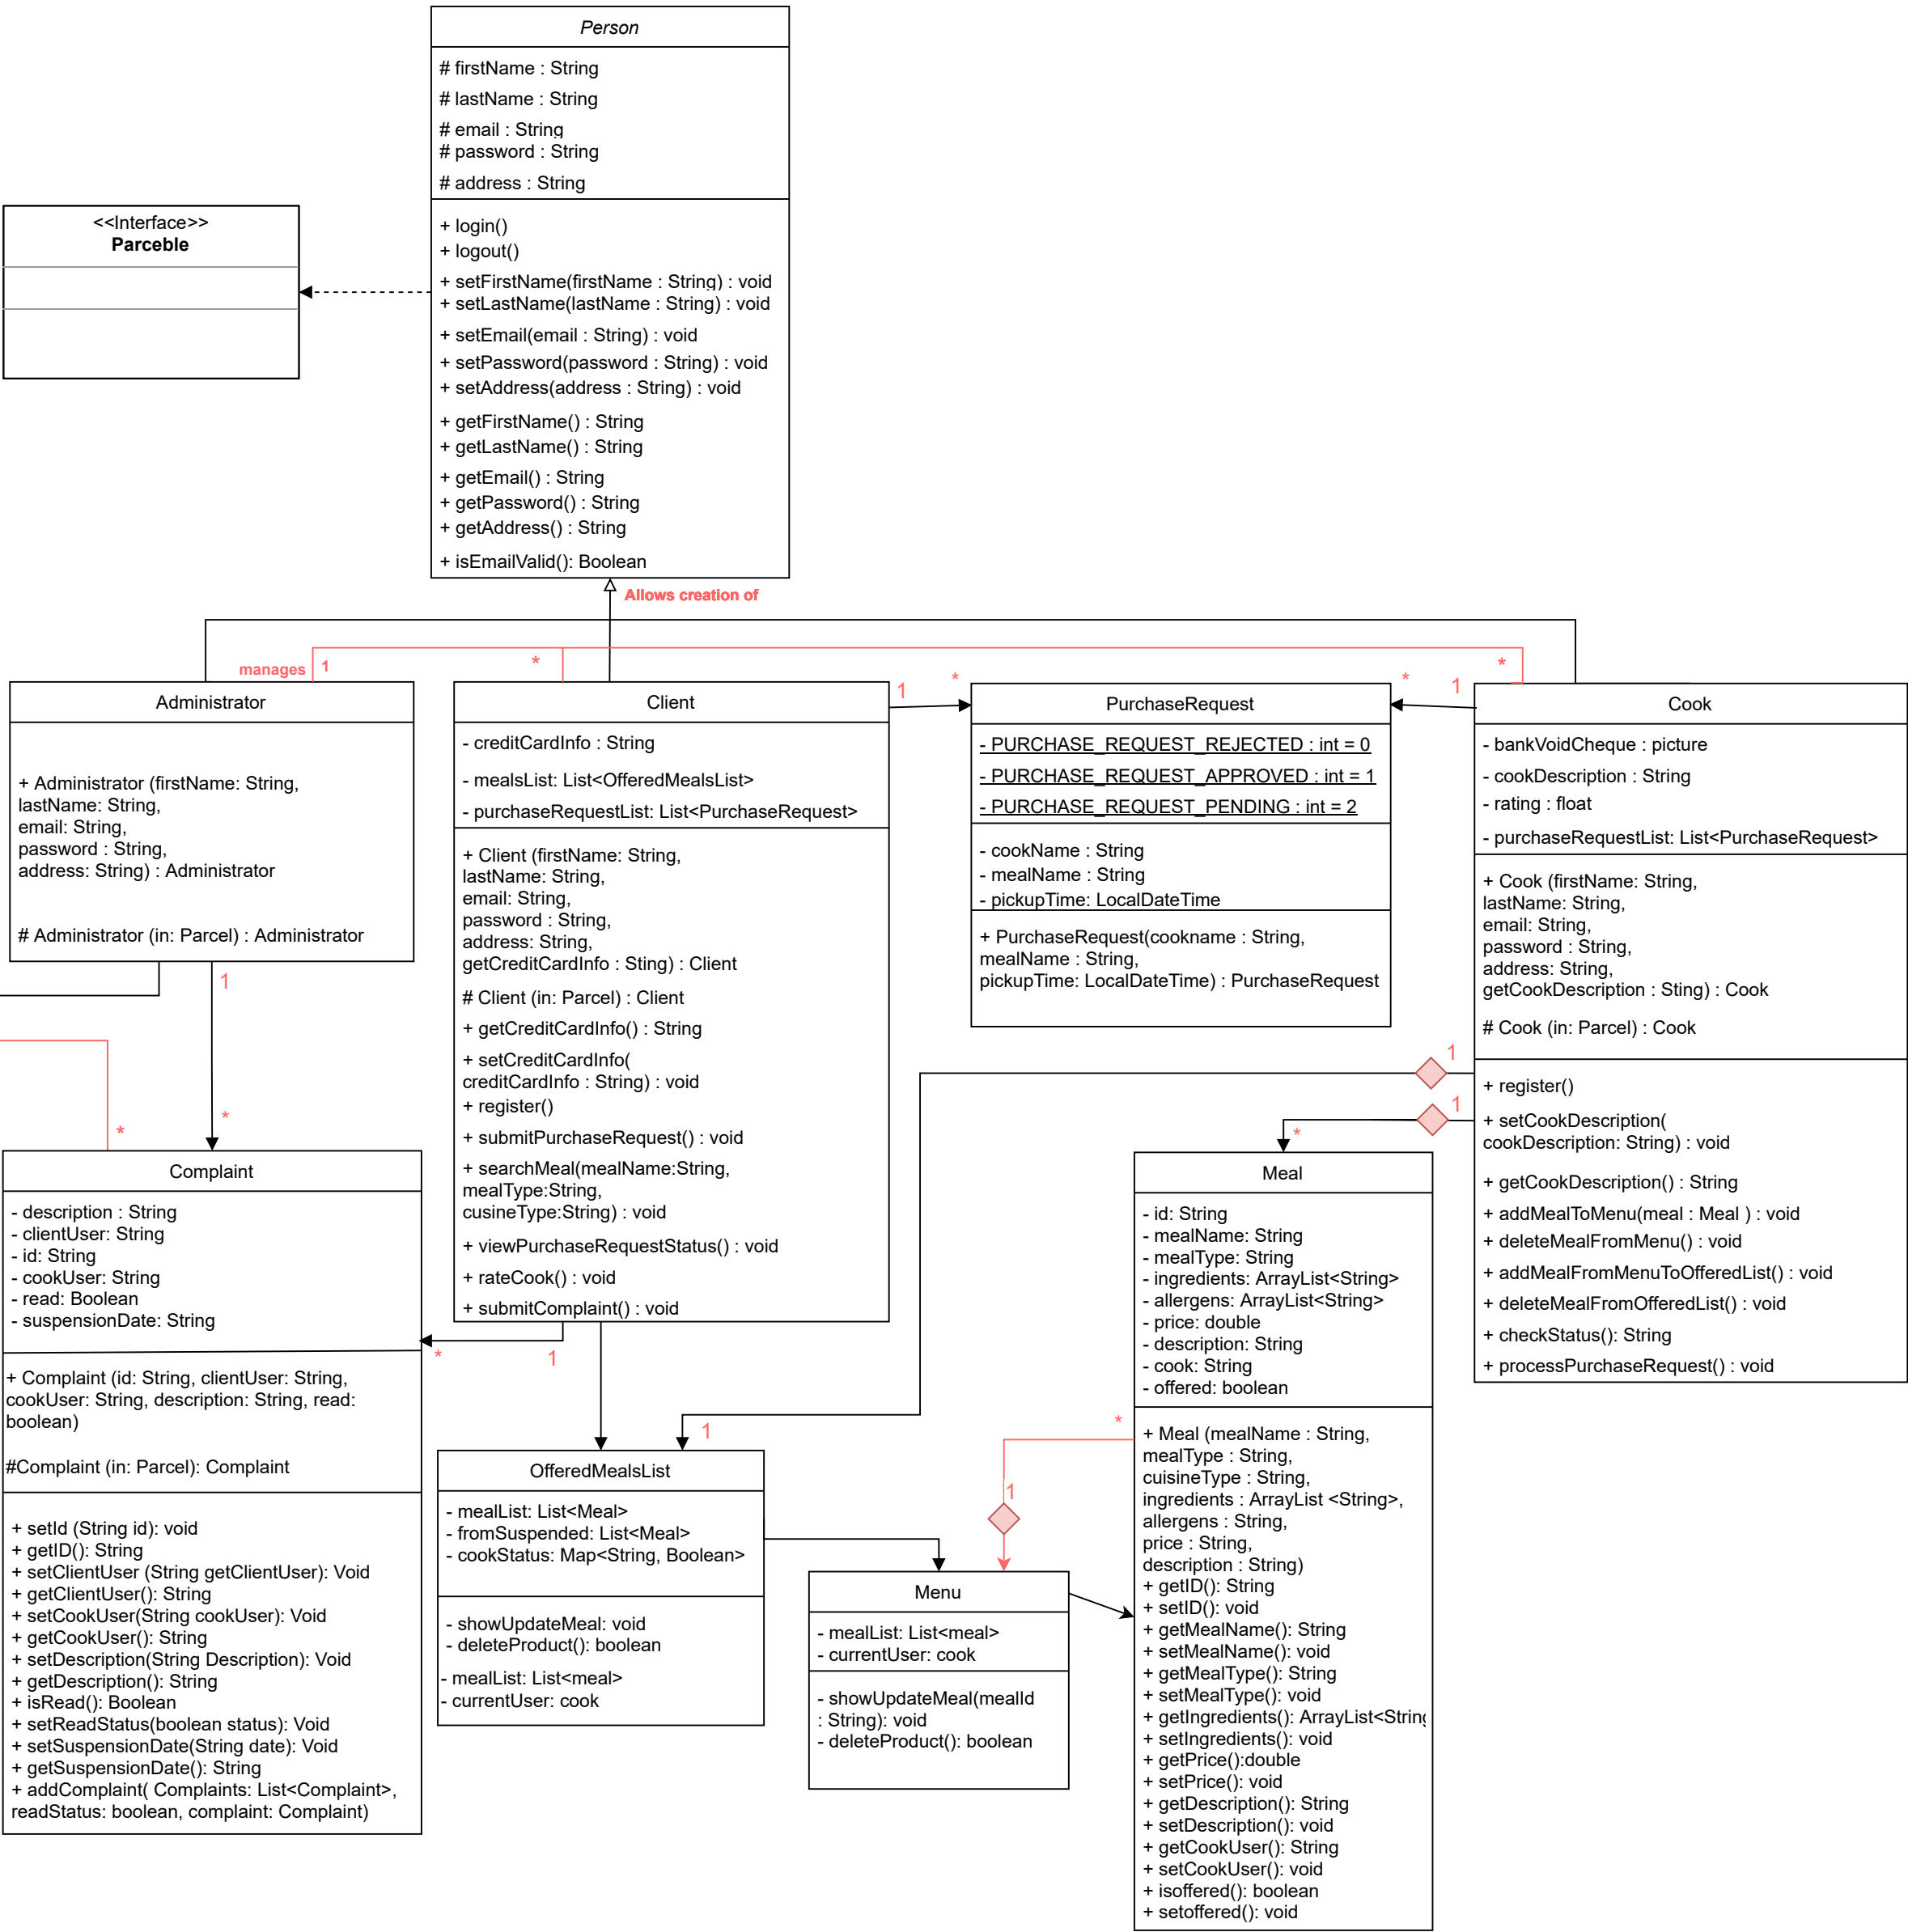 Person
# firstName : String
# lastName : String
# email : String
# password : String
# address : String
+ login()
+ logout()
+ setFirstName(firstName : String) : void
+ setLastName(lastName : String) : void
+ setEmail(email : String) : void
+ setPassword(password : String) : void
+ setAddress(address : String) : void
+ getFirstName() : String
+ getLastName() : String
+ getEmail() : String
+ getPassword() : String
+ getAddress() : String
+ isEmailValid(): Boolean
<<Interface>>
Parceble
Allows creation of
manages
1
*
*
Administrator
+ Administrator (firstName: String,
lastName: String,
email: String,
password : String,
address: String) : Administrator
# Administrator (in: Parcel) : Administrator
1
*
*
Client
- creditCardInfo : String
- mealsList: List<OfferedMealsList>
- purchaseRequestList: List<PurchaseRequest>
+ Client (firstName: String,
lastName: String,
email: String,
password : String,
address: String,
getCreditCardInfo : Sting) : Client
# Client (in: Parcel) : Client
+ getCreditCardInfo() : String
+ setCreditCardInfo(
creditCardInfo : String) : void
+ register()
+ submitPurchaseRequest() : void
+ searchMeal(mealName:String,
mealType:String,
cusineType:String) : void
+ viewPurchaseRequestStatus() : void
+ rateCook() : void
+ submitComplaint() : void
1
*
*
1
PurchaseRequest
- PURCHASE_REQUEST_REJECTED : int = 0
- PURCHASE_REQUEST_APPROVED : int = 1
- PURCHASE_REQUEST_PENDING : int = 2
- cookName : String
- mealName : String
- pickupTime: LocalDateTime
+ PurchaseRequest(cookname : String,
mealName : String,
pickupTime: LocalDateTime) : PurchaseRequest
Cook
- bankVoidCheque : picture
- cookDescription : String
- rating : float
- purchaseRequestList: List<PurchaseRequest>
+ Cook (firstName: String,
lastName: String,
email: String,
password : String,
address: String,
getCookDescription : Sting) : Cook
# Cook (in: Parcel) : Cook
+ register()
+ setCookDescription(
cookDescription: String) : void
+ getCookDescription() : String
+ addMealToMenu(meal : Meal ) : void
+ deleteMealFromMenu() : void
+ addMealFromMenuToOfferedList() : void
+ deleteMealFromOfferedList() : void
+ checkStatus(): String
+ processPurchaseRequest() : void
1
1
*
Complaint
- description : String
- clientUser: String
- id: String
- cookUser: String
- read: Boolean
- suspensionDate: String
+ Complaint (id: String, clientUser: String,
cookUser: String, description: String, read:
boolean)
#Complaint (in: Parcel): Complaint
+ setId (String id): void
+ getID(): String
+ setClientUser (String getClientUser): Void
+ getClientUser(): String
+ setCookUser(String cookUser): Void
+ getCookUser(): String
+ setDescription(String Description): Void
+ getDescription(): String
+ isRead(): Boolean
+ setReadStatus(boolean status): Void
+ setSuspensionDate(String date): Void
+ getSuspensionDate(): String
+ addComplaint( Complaints: List<Complaint>,
readStatus: boolean, complaint: Complaint)
*
1
1
OfferedMealsList
- mealList: List<Meal>
- fromSuspended: List<Meal>
- cookStatus: Map<String, Boolean>
- showUpdateMeal: void
- deleteProduct(): boolean
- mealList: List<meal>
- currentUser: cook
*
1
Menu
- mealList: List<meal>
- currentUser: cook
- showUpdateMeal(mealId
: String): void
- deleteProduct(): boolean
Meal
- id: String
- mealName: String
- mealType: String
- ingredients: ArrayList<String>
- allergens: ArrayList<String>
- price: double
- description: String
- cook: String
- offered: boolean
+ Meal (mealName : String,
mealType : String,
cuisineType : String,
ingredients : ArrayList <String>,
allergens : String,
price : String,
description : String)
+ getID(): String
+ setID(): void
+ getMealName(): String
+ setMealName(): void
+ getMealType(): String
+ setMealType(): void
+ getIngredients(): ArrayList<String
+ setIngredients(): void
+ getPrice():double
+ setPrice(): void
+ getDescription(): String
+ setDescription(): void
+ getCookUser(): String
+ setCookUser(): void
+ isoffered(): boolean
+ setoffered(): void